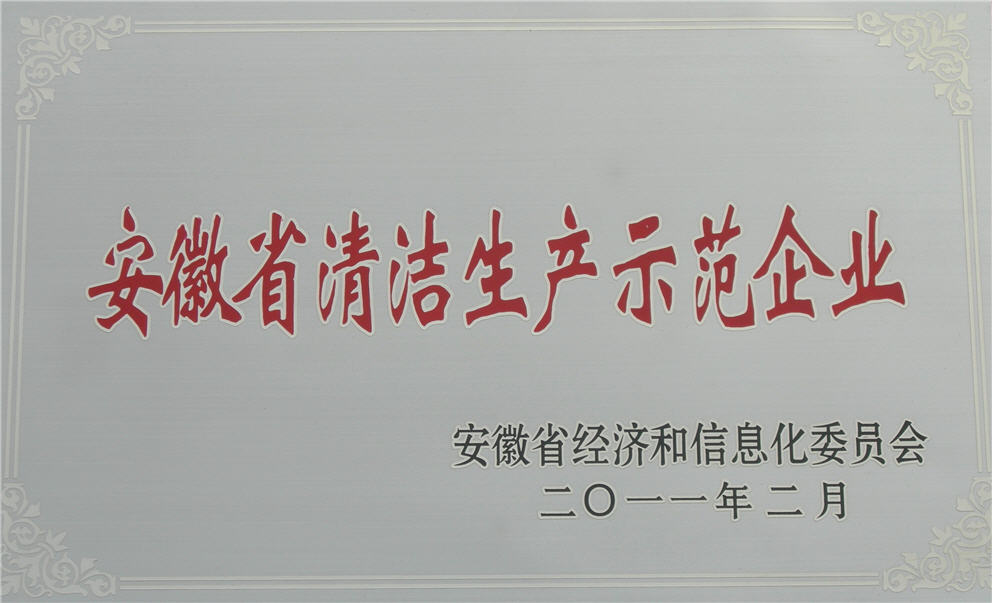 安徽省清洁生产示范企业
安徽省经济和信息化委员会
二〇一一年二月